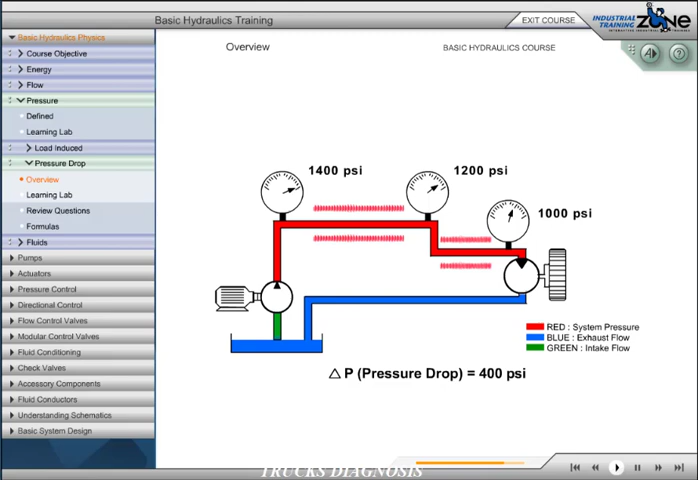 Basic Hydraulics Training
EXIT COURSE
INDUSTRIAL
TRAINING
ZONE
Basic Hydraulics Physics
Course Objective
Energy
Flow
Pressure
Defined
Learning Lab
Load Induced
Pressure Drop
Overview
Learning Lab
Review Questions
Formulas
Fluids
Pumps
Actuators
Pressure Control
Directional Control
Flow Control Valves
Modular Control Valves
Fluid Conditioning
Check Valves
Accessory Components
Fluid Conductors
Understanding Schematics
Basic System Design
Overview
BASIC HYDRAULICS COURSE
A
?
1400 psi
1200 psi
1000 psi
RED : System Pressure
BLUE : Exhaust Flow
GREEN : Intake Flow
△ P (Pressure Drop) = 400 psi
TRUCKS DIAGNOSIS